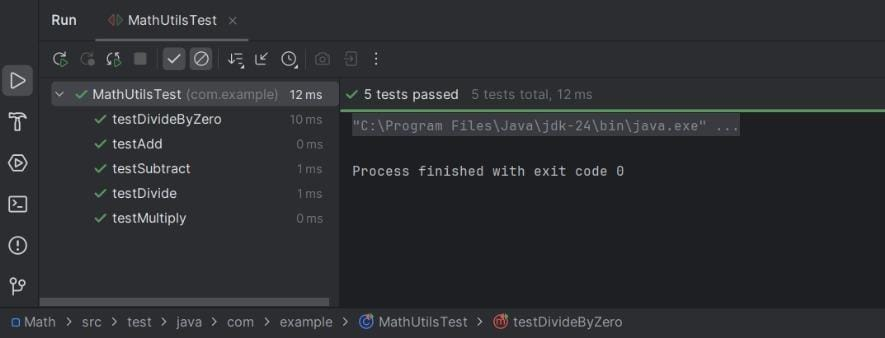 Run MathUtilsTest
MathUtilsTest (com.example) 12 ms
testDivideByZero 10 ms
testAdd 0 ms
testSubtract 1 ms
testDivide 1 ms
testMultiply 0 ms
5 tests passed 5 tests total, 12 ms
"C:\Program Files\Java\jdk-24\bin\java.exe" ...
Process finished with exit code 0
Math > src > test > java > com > example > MathUtilsTest > testDivideByZero